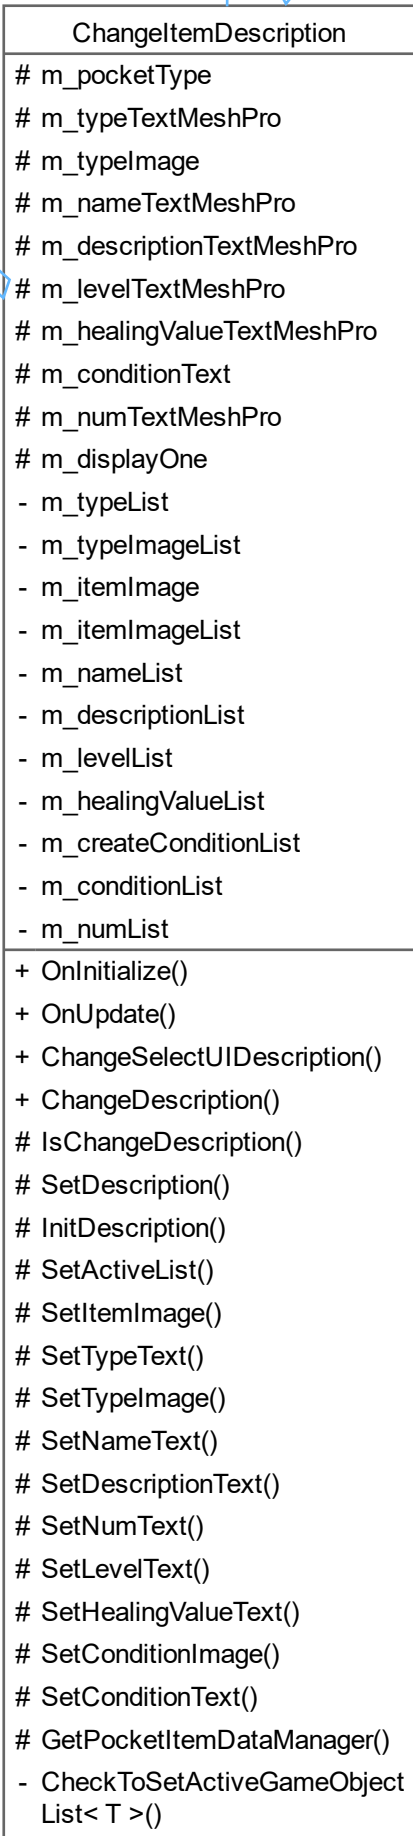 ChangeItemDescription
# m_pocketType
# m_typeTextMeshPro
# m_typeImage
# m_nameTextMeshPro
# m_descriptionTextMeshPro
# m_levelTextMeshPro
# m_healingValueTextMeshPro
# m_conditionText
# m_numTextMeshPro
# m_displayOne
- m_typeList
- m_typeImageList
- m_itemImage
- m_itemImageList
- m_nameList
- m_descriptionList
- m_levelList
- m_healingValueList
- m_createConditionList
- m_conditionList
- m_numList
+ OnInitialize()
+ OnUpdate()
+ ChangeSelectUIDescription()
+ ChangeDescription()
# IsChangeDescription()
# SetDescription()
# InitDescription()
# SetActiveList()
# SetItemImage()
# SetTypeText()
# SetTypeImage()
# SetNameText()
# SetDescriptionText()
# SetNumText()
# SetLevelText()
# SetHealingValueText()
# SetConditionImage()
# SetConditionText()
# GetPocketItemDataManager()
- CheckToSetActiveGameObject
List< T >()